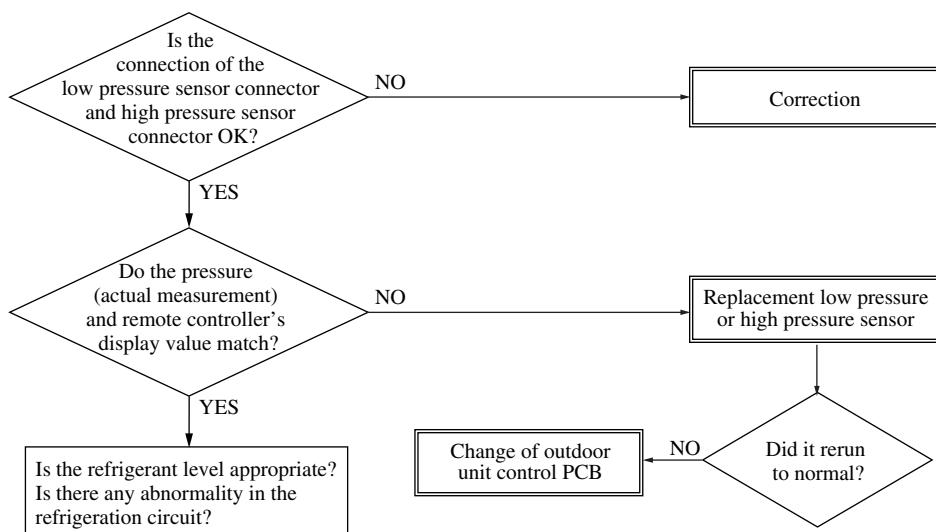 Is the
connection of the
low pressure sensor connector
and high pressure sensor
connector OK?
NO
Correction
YES
Do the pressure
(actual measurement)
and remote controller's
display value match?
NO
Replacement low pressure
or high pressure sensor
YES
Is the refrigerant level appropriate?
Is there any abnormality in the
refrigeration circuit?
Change of outdoor
unit control PCB
NO
Did it rerun
to normal?